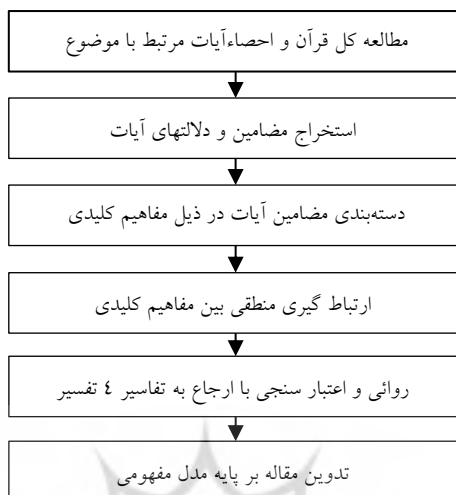 مطالعه کل قرآن و احصاءآیات مرتبط با موضوع
استخراج مضامین و دلالتهای آیات
دسته‌بندی مضامین آیات در ذیل مفاهیم کلیدی
ارتباط گیری منطقی بین مفاهیم کلیدی
روائی و اعتبار سنجی با ارجاع به تفاسیر ٤ تفسیر
تدوین مقاله بر پایه مدل مفهومی